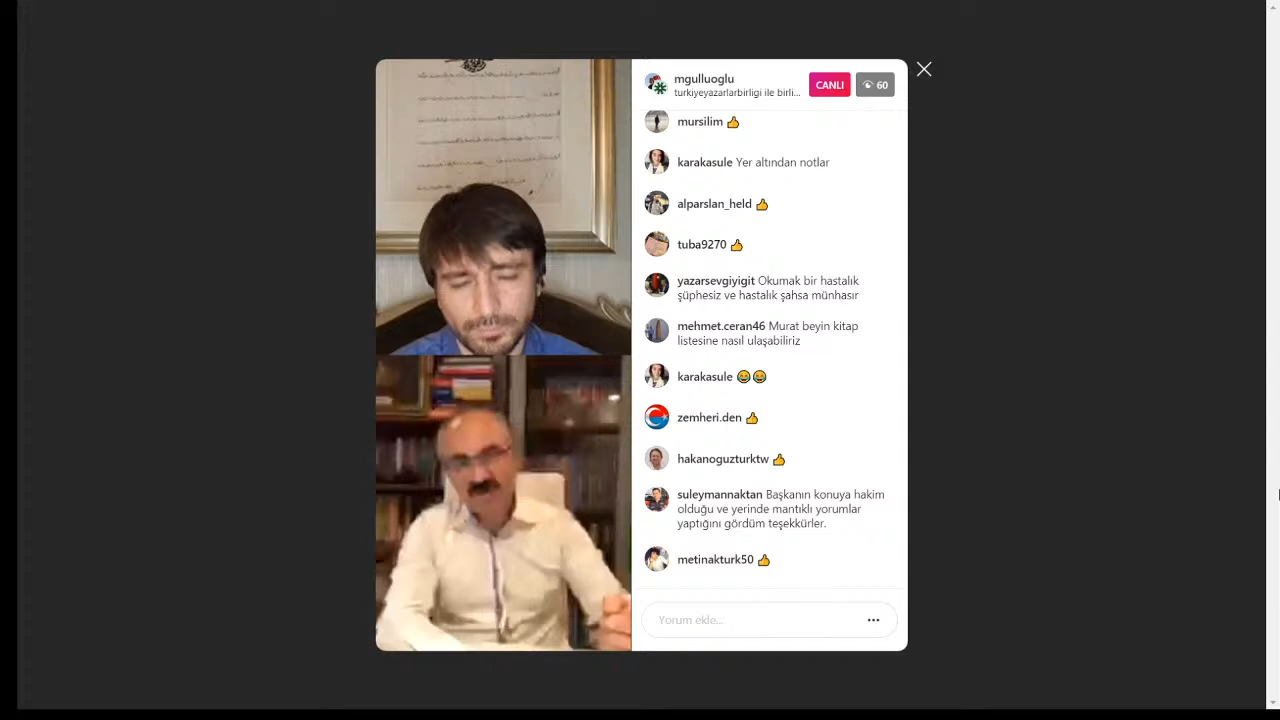 mgulluoglu
turkiyeyazarlarbirligi ile birli...
CANLI
60
mursilim 👍
karakasule Yer altından notlar
alparslan_held 👍
tuba9270 👍
yazarsevgiyigit Okumak bir hastalık
şüphesiz ve hastalık şahsa münhasır
mehmet.ceran46 Murat beyin kitap
listesine nasıl ulaşabiliriz
karakasule 😂😂
zemheri.den 👍
hakanoguzturktw 👍
suleymannaktan Başkanın konuya hakim
olduğu ve yerinde mantıklı yorumlar
yaptığını gördüm teşekkürler.
metinakturk50 👍
Yorum ekle...